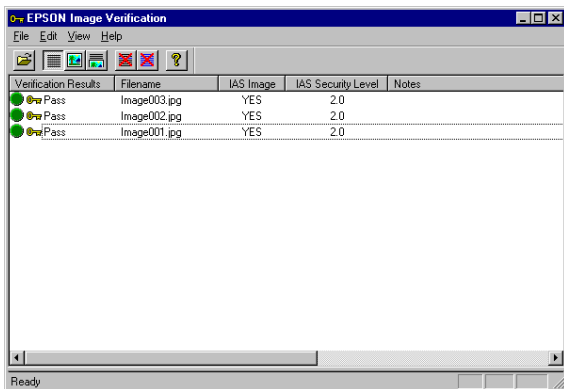 EPSON Image Verification
File Edit View Help
Verification Results Filename IAS Image IAS Security Level Notes
Pass Image003.jpg YES 2.0
Pass Image002.jpg YES 2.0
Pass Image001.jpg YES 2.0
Ready